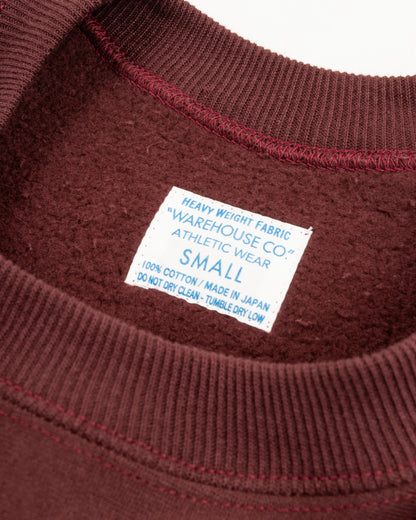 HEAVY WEIGHT FABRIC
"WAREHOUSE CO."
ATHLETIC WEAR
SMALL
100% COTTON / MADE IN JAPAN
DO NOT DRY CLEAN - TUMBLE DRY LOW